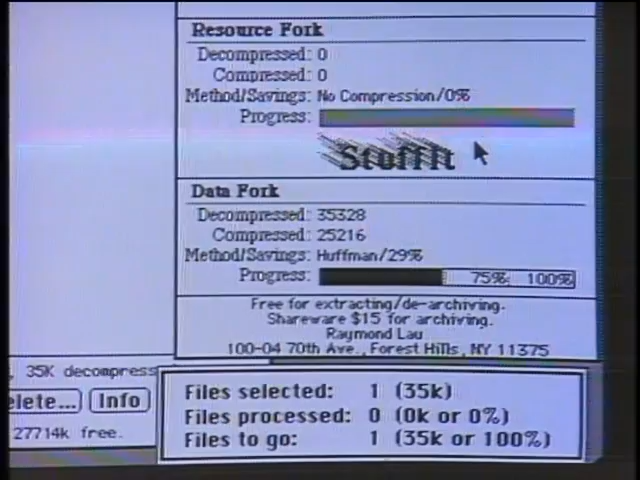 Resource Fork
Decompressed: 0
Compressed: 0
Method/Savings: No Compression/0%
Progress:
StuffIt
Data Fork
Decompressed: 35328
Compressed: 25216
Method/Savings: Huffman/29%
Progress: 75% 100%
Free for extracting/de-archiving.
Shareware $15 for archiving.
Raymond Lau
100-04 70th Ave., Forest Hills, NY 11375
, 35K decompress
elete... Info
27714k free.
Files selected: 1 (35k)
Files processed: 0 (0k or 0%)
Files to go: 1 (35k or 100%)